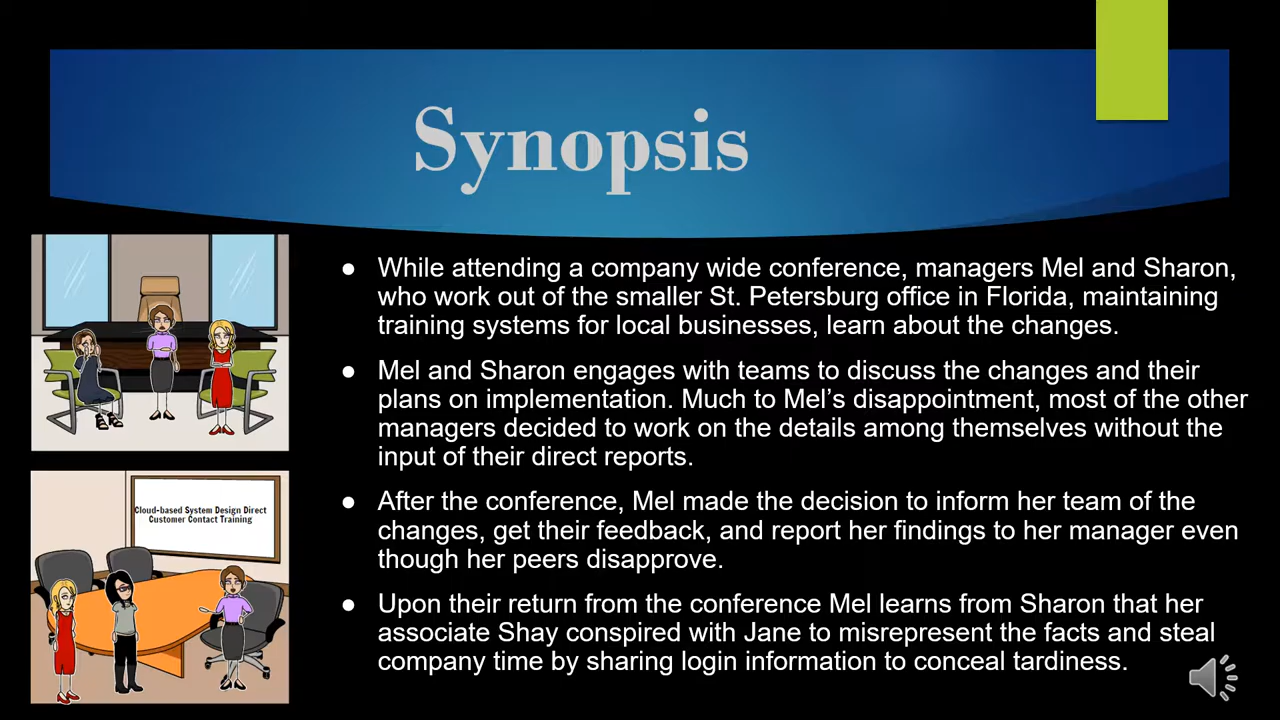 Synopsis
● While attending a company wide conference, managers Mel and Sharon,
who work out of the smaller St. Petersburg office in Florida, maintaining
training systems for local businesses, learn about the changes.
● Mel and Sharon engages with teams to discuss the changes and their
plans on implementation. Much to Mel’s disappointment, most of the other
managers decided to work on the details among themselves without the
input of their direct reports.
● After the conference, Mel made the decision to inform her team of the
changes, get their feedback, and report her findings to her manager even
though her peers disapprove.
● Upon their return from the conference Mel learns from Sharon that her
associate Shay conspired with Jane to misrepresent the facts and steal
company time by sharing login information to conceal tardiness.
Cloud-based System Design Direct
Customer Contact Training